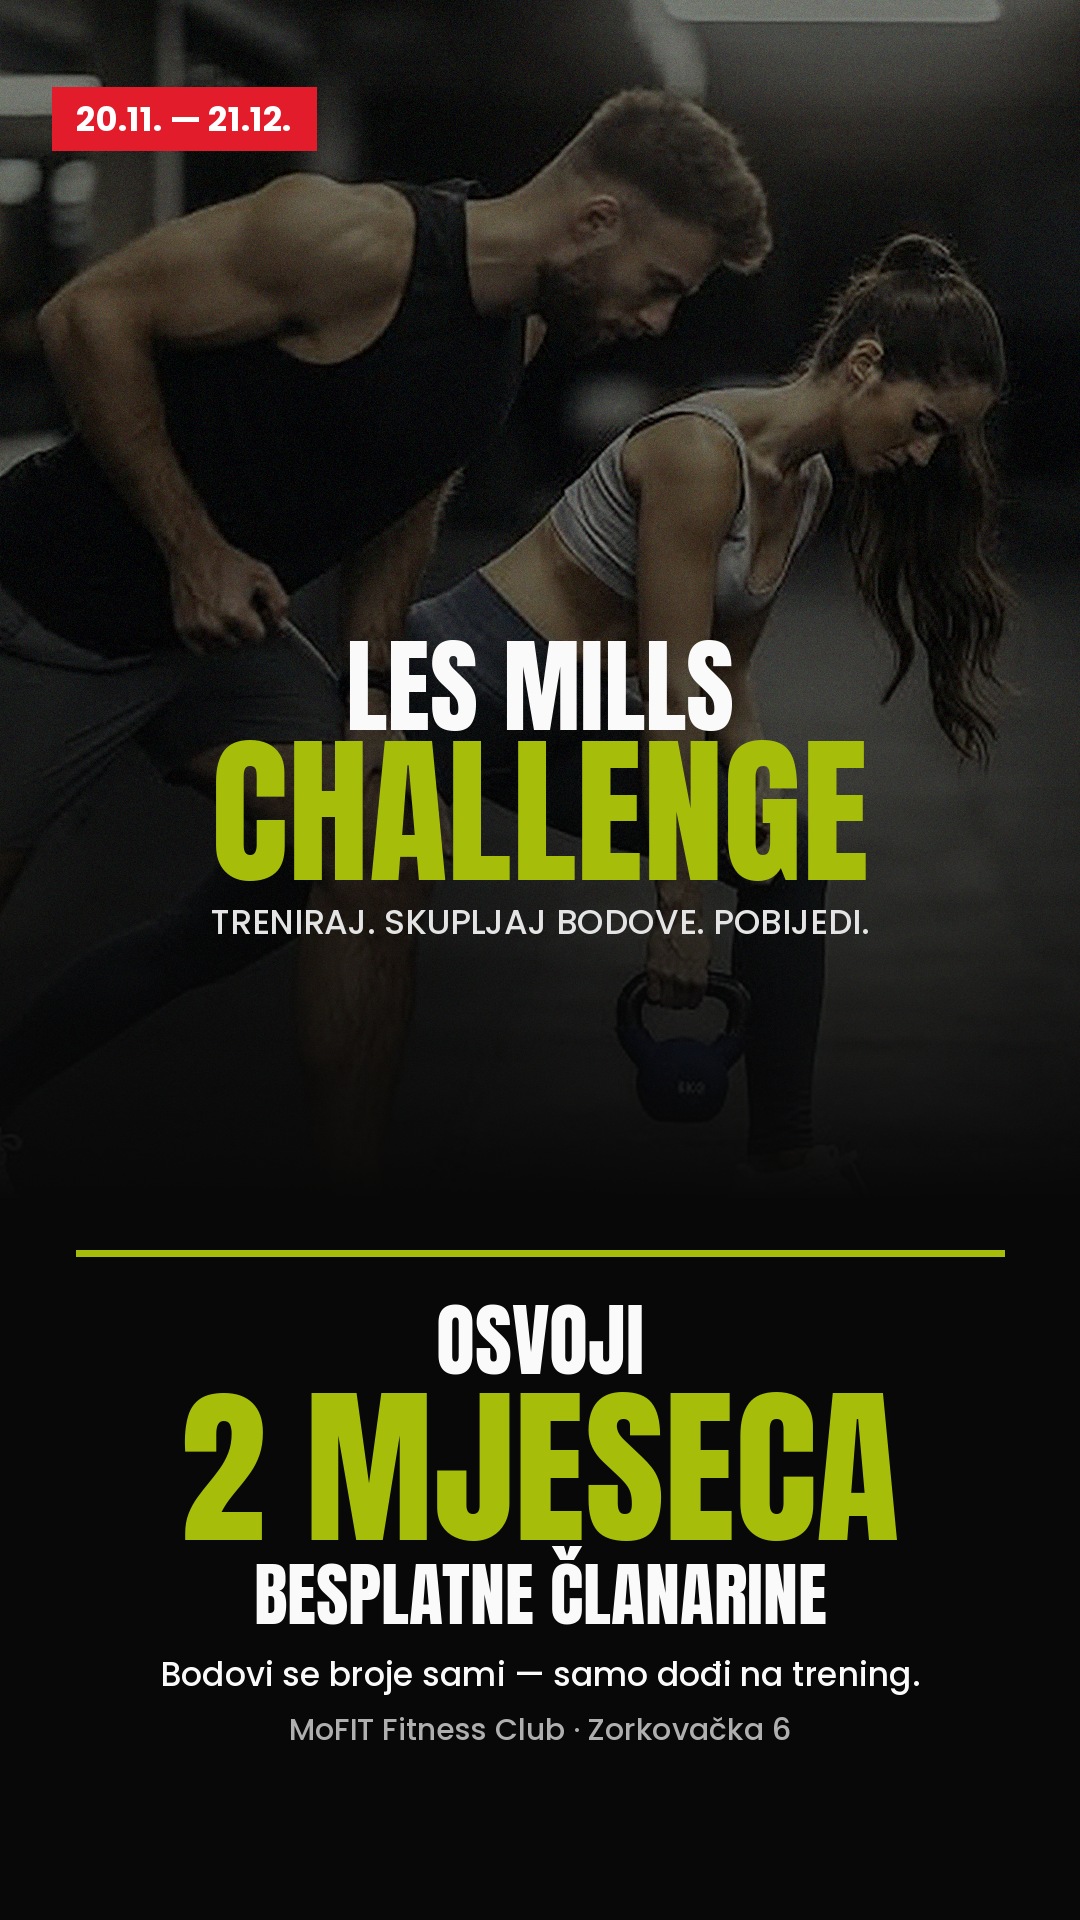 20.11. — 21.12.
LES MILLS
CHALLENGE
TRENIRAJ. SKUPLJAJ BODOVE. POBIJEDI.
6KG
OSVOJI
2 MJESECA
BESPLATNE ČLANARINE
Bodovi se broje sami — samo dođi na trening.
MoFIT Fitness Club · Zorkovačka 6